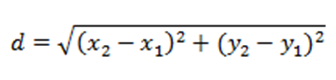 d = √(x₂ − x₁)² + (y₂ − y₁)²